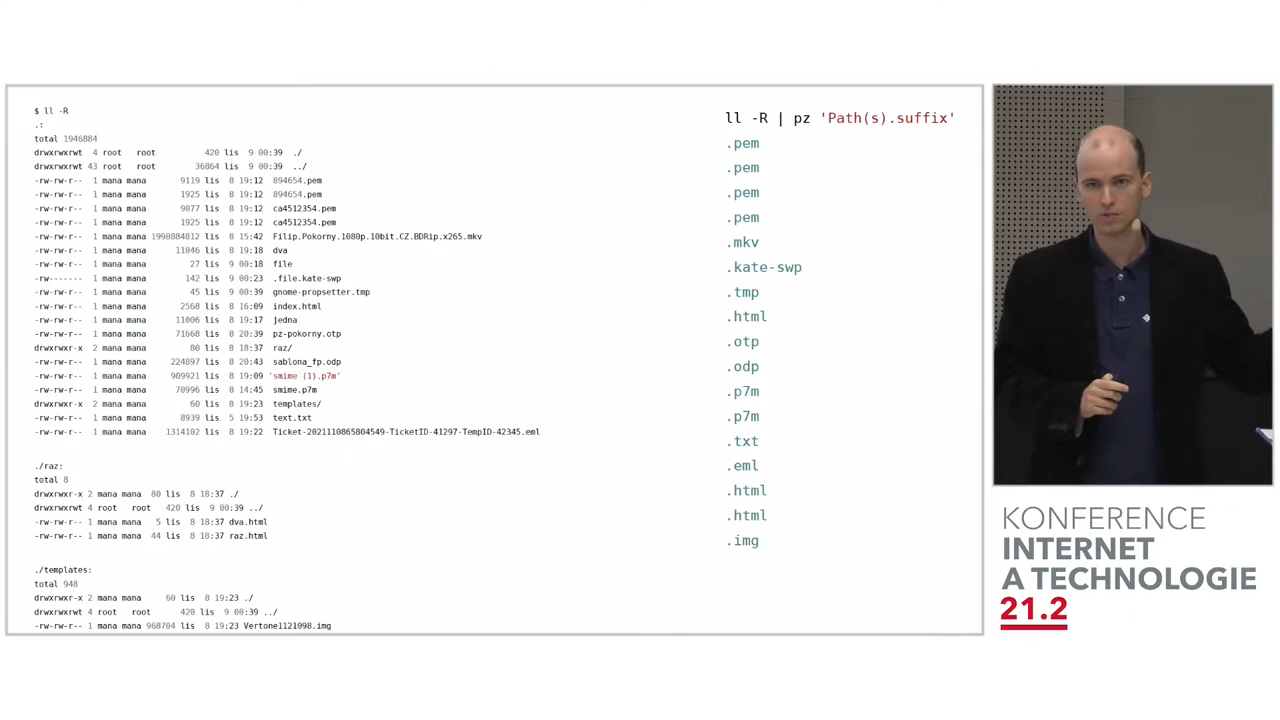 $ ll -R
.:
total 1946884
drwxrwxrwt 4 root root 420 lis 9 00:39 ./
drwxrwxrwt 43 root root 36864 lis 9 00:39 ../
-rw-rw-r-- 1 mana mana 9119 lis 8 19:12 894654.pem
-rw-rw-r-- 1 mana mana 1925 lis 8 19:12 894654.pem
-rw-rw-r-- 1 mana mana 9077 lis 8 19:12 ca4512354.pem
-rw-rw-r-- 1 mana mana 1925 lis 8 19:12 ca4512354.pem
-rw-rw-r-- 1 mana mana 1990884812 lis 8 15:42 Filip.Pokorny.1080p.10bit.CZ.BDRip.x265.mkv
-rw-rw-r-- 1 mana mana 11046 lis 8 19:18 dva
-rw-rw-r-- 1 mana mana 27 lis 9 00:18 file
-rw------- 1 mana mana 142 lis 9 00:23 .file.kate-swp
-rw-rw-r-- 1 mana mana 45 lis 9 00:39 gnome-propsetter.tmp
-rw-rw-r-- 1 mana mana 2568 lis 8 16:09 index.html
-rw-rw-r-- 1 mana mana 11006 lis 8 19:17 jedna
-rw-rw-r-- 1 mana mana 71668 lis 8 20:39 pz-pokorny.otp
drwxrwxr-x 2 mana mana 80 lis 8 18:37 raz/
-rw-rw-r-- 1 mana mana 224897 lis 8 20:43 sablona_fp.odp
-rw-rw-r-- 1 mana mana 909921 lis 8 19:09 'smime (1).p7m'
-rw-rw-r-- 1 mana mana 70996 lis 8 14:45 smime.p7m
drwxrwxr-x 2 mana mana 60 lis 8 19:23 templates/
-rw-rw-r-- 1 mana mana 8939 lis 5 19:53 text.txt
-rw-rw-r-- 1 mana mana 1314102 lis 8 19:22 Ticket-2021110865804549-TicketID-41297-TempID-42345.eml
./raz:
total 8
drwxrwxr-x 2 mana mana 80 lis 8 18:37 ./
drwxrwxrwt 4 root root 420 lis 9 00:39 ../
-rw-rw-r-- 1 mana mana 5 lis 8 18:37 dva.html
-rw-rw-r-- 1 mana mana 44 lis 8 18:37 raz.html
./templates:
total 948
drwxrwxr-x 2 mana mana 60 lis 8 19:23 ./
drwxrwxrwt 4 root root 420 lis 9 00:39 ../
-rw-rw-r-- 1 mana mana 968704 lis 8 19:23 Vertone1121098.img
ll -R | pz 'Path(s).suffix'
.pem
.pem
.pem
.pem
.mkv
.kate-swp
.tmp
.html
.otp
.odp
.p7m
.p7m
.txt
.eml
.html
.html
.img
KONFERENCE
INTERNET
A TECHNOLOGIE
21.2